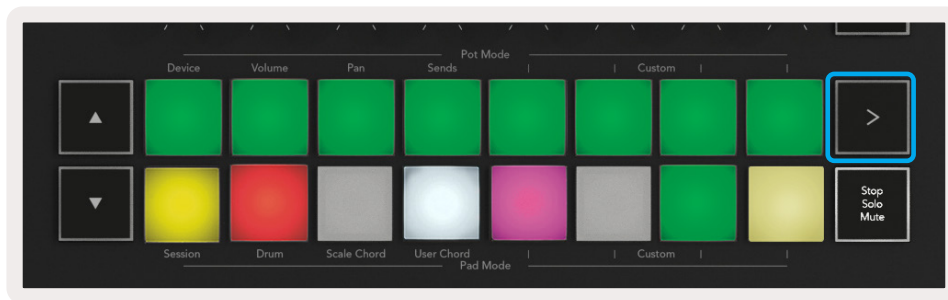 Pot Mode
Device Volume Pan Sends Custom
▲ >
▼ Stop
Solo
Mute
Session Drum Scale Chord User Chord Custom
Pad Mode